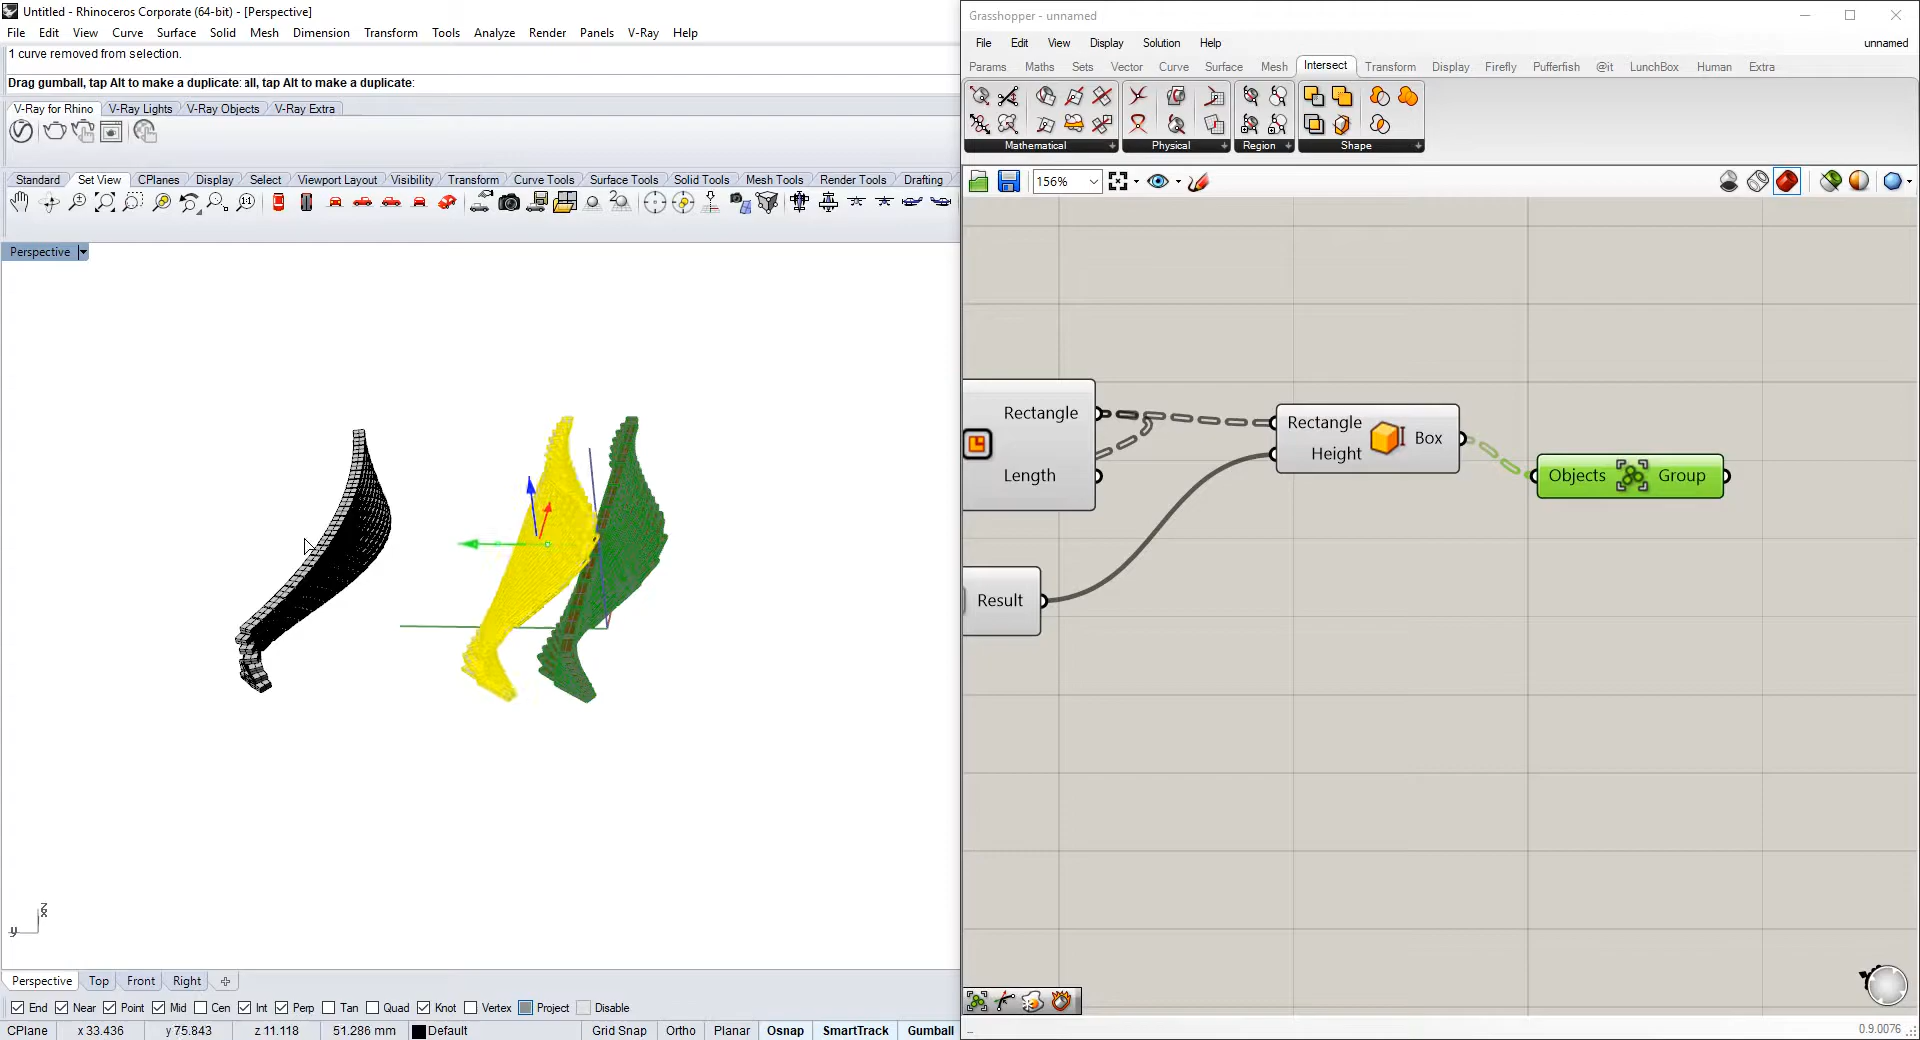 Untitled - Rhinoceros Corporate (64-bit) - [Perspective]
File Edit View Curve Surface Solid Mesh Dimension Transform Tools Analyze Render Panels V-Ray Help
1 curve removed from selection.
Drag gumball, tap Alt to make a duplicate: all, tap Alt to make a duplicate:
V-Ray for Rhino V-Ray Lights V-Ray Objects V-Ray Extra
Standard Set View CPlanes Display Select Viewport Layout Visibility Transform Curve Tools Surface Tools Solid Tools Mesh Tools Render Tools Drafting
Perspective
z
x
y
Perspective Top Front Right
End Near Point Mid Cen Int Perp Tan Quad Knot Vertex Project Disable
CPlane x 33.436 y 75.843 z 11.118 51.286 mm Default Grid Snap Ortho Planar Osnap SmartTrack Gumball
Grasshopper - unnamed
File Edit View Display Solution Help unnamed
Params Maths Sets Vector Curve Surface Mesh Intersect Transform Display Firefly Pufferfish @it LunchBox Human Extra
Mathematical Physical Region Shape
156%
Rectangle
Length
Rectangle
Height
Box
Objects Group
Result
0.9.0076